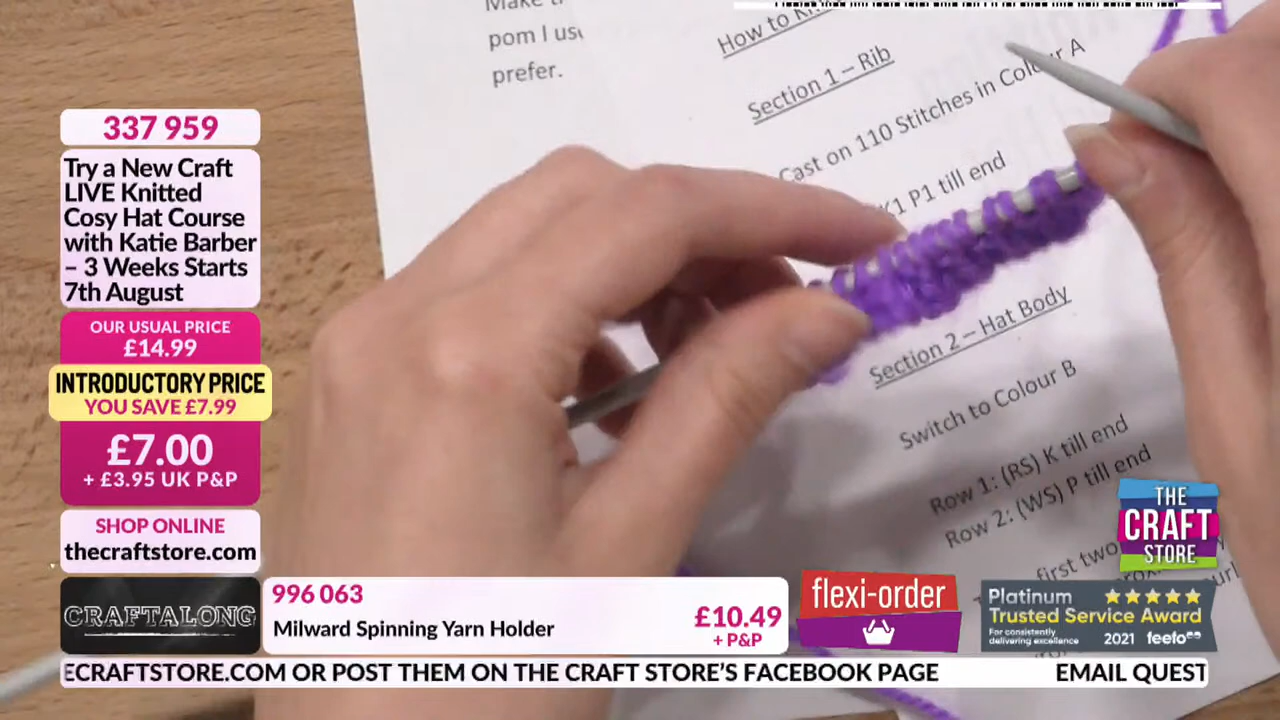 pom I
prefer.
How to
Section 1 – Rib
Cast on 110 Stitches in Colour A
K1 P1 till end
Section 2 – Hat Body
Switch to Colour B
Row 1: (RS) K till end
Row 2: (WS) P till end
first two
337 959
Try a New Craft
LIVE Knitted
Cosy Hat Course
with Katie Barber
– 3 Weeks Starts
7th August
OUR USUAL PRICE
£14.99
INTRODUCTORY PRICE
YOU SAVE £7.99
£7.00
+ £3.95 UK P&P
SHOP ONLINE
thecraftstore.com
THE
CRAFT
STORE
CRAFTALONG
996 063
Milward Spinning Yarn Holder
£10.49
+ P&P
flexi-order
Platinum
Trusted Service Award
For consistently
delivering excellence
2021 feefo
ECRAFTSTORE.COM OR POST THEM ON THE CRAFT STORE'S FACEBOOK PAGE EMAIL QUEST